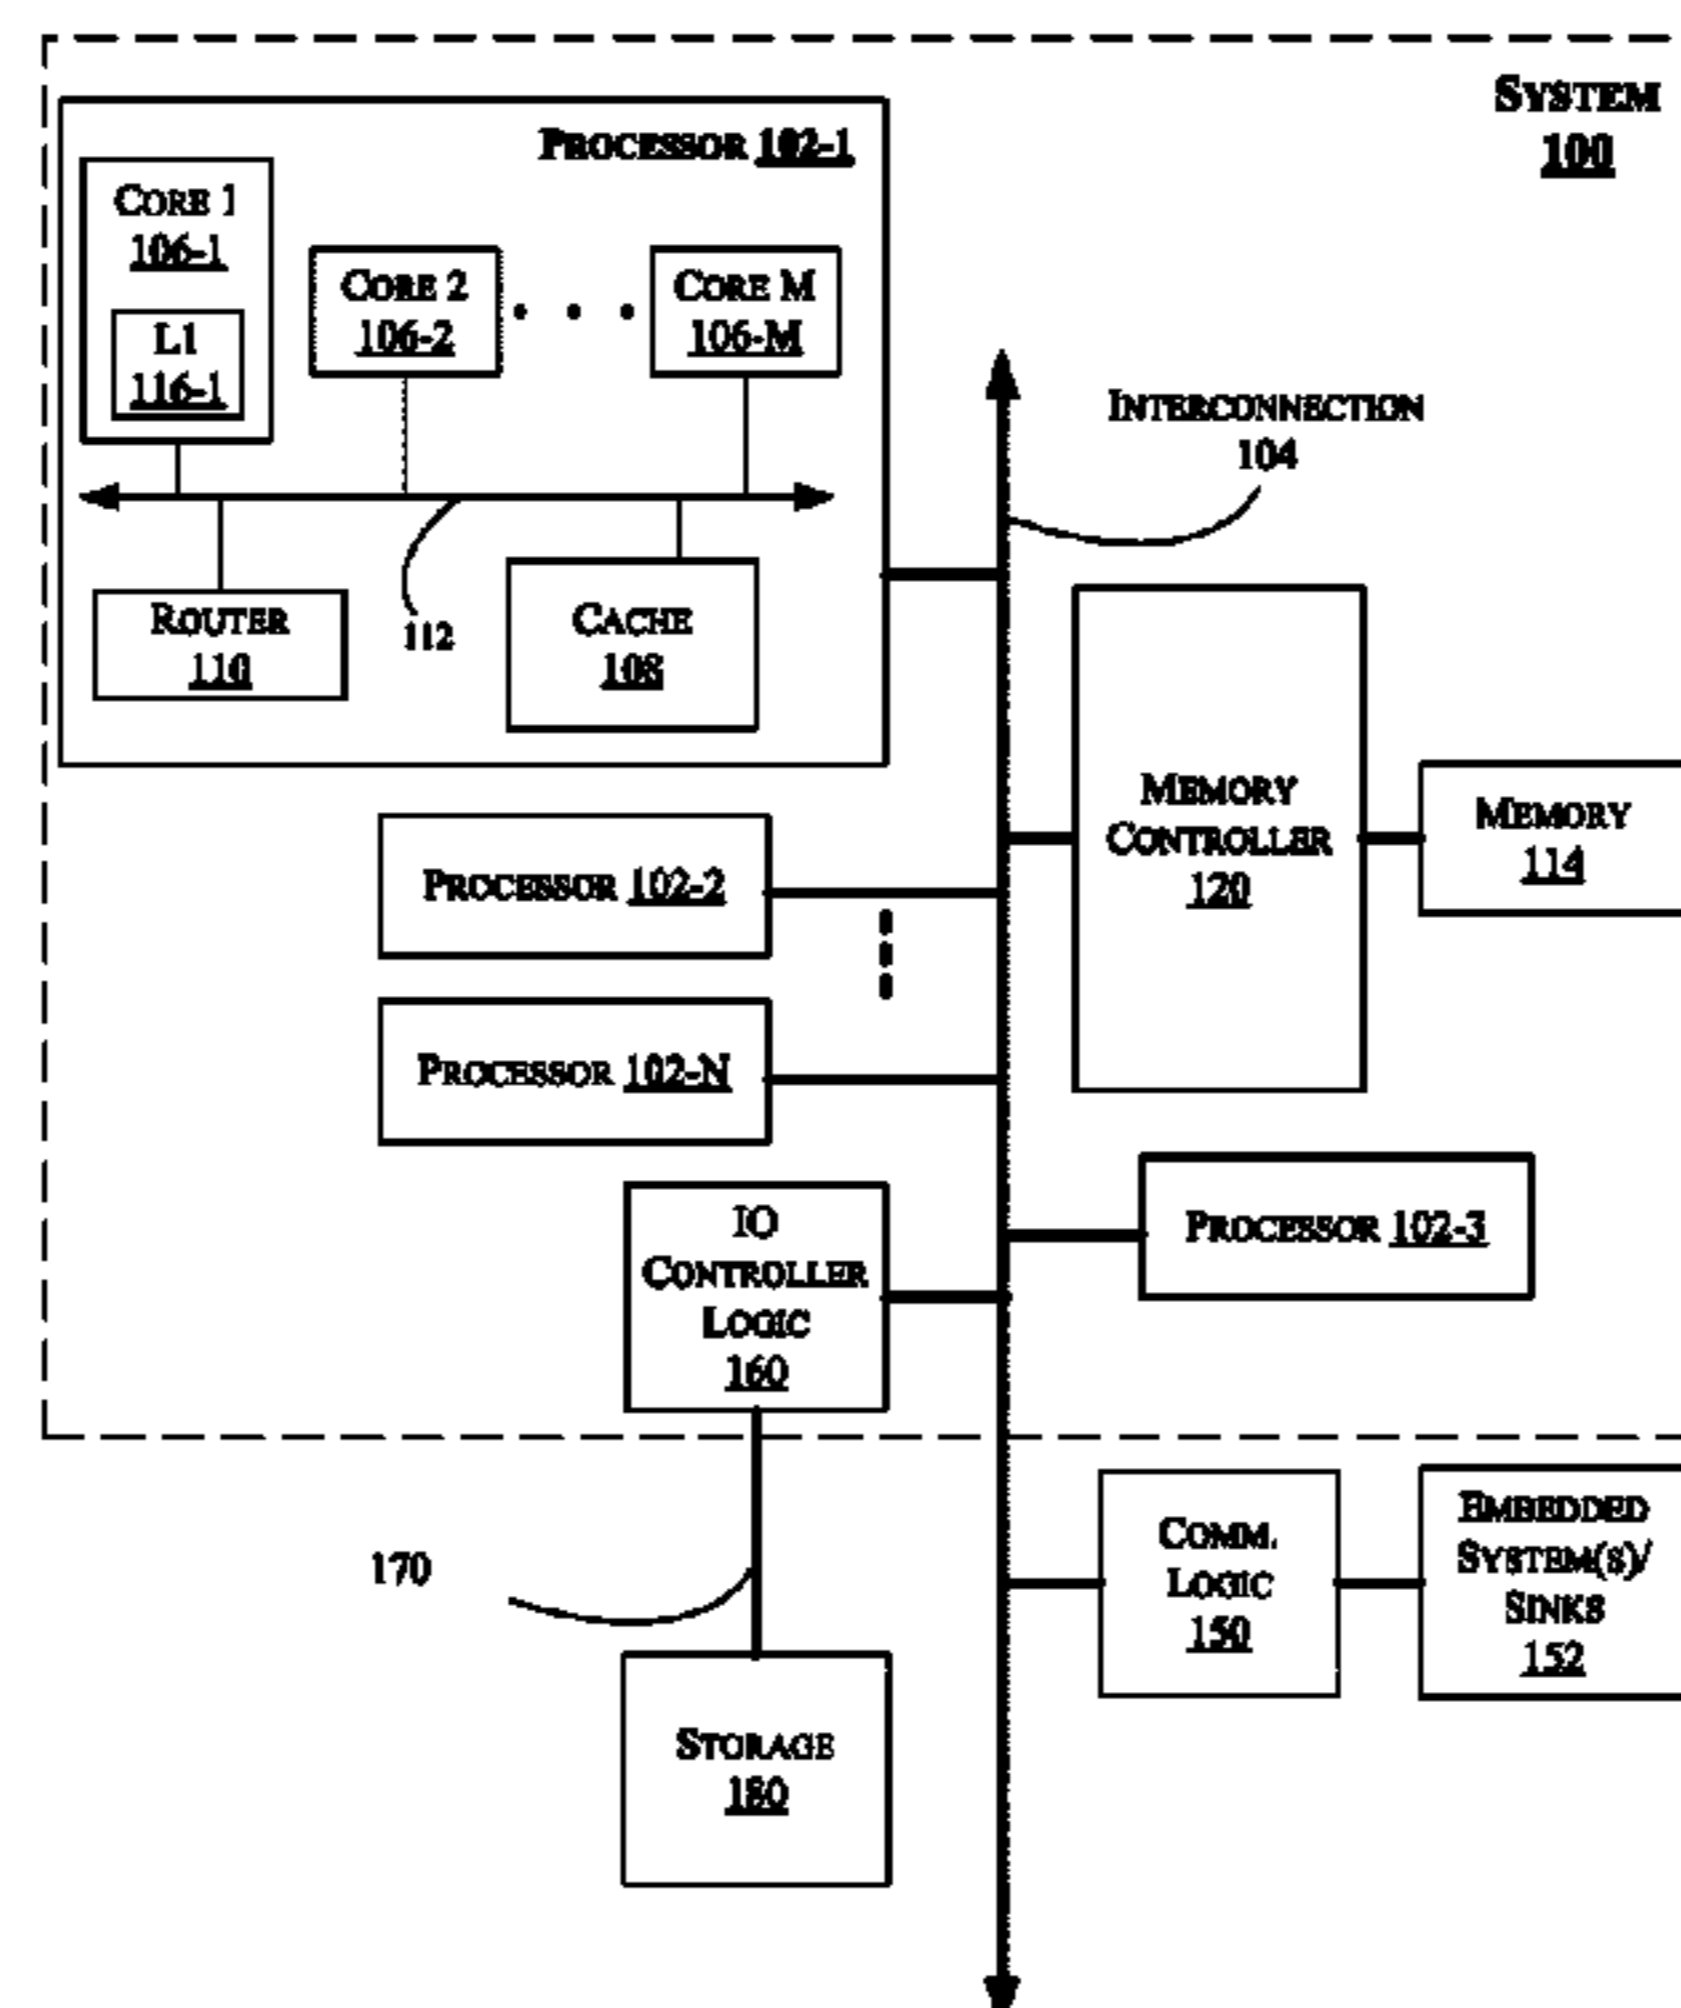 SYSTEM
100
PROCESSOR 102-1
CORE 1
106-1
L1
116-1
CORE 2
106-2
CORE M
106-M
INTERCONNECTION
104
ROUTER
110
112
CACHE
108
MEMORY
CONTROLLER
120
MEMORY
114
PROCESSOR 102-2
PROCESSOR 102-N
PROCESSOR 102-3
IO
CONTROLLER
LOGIC
160
170
COMM.
LOGIC
150
EMBEDDED
SYSTEM(S)/
SINKS
152
STORAGE
180